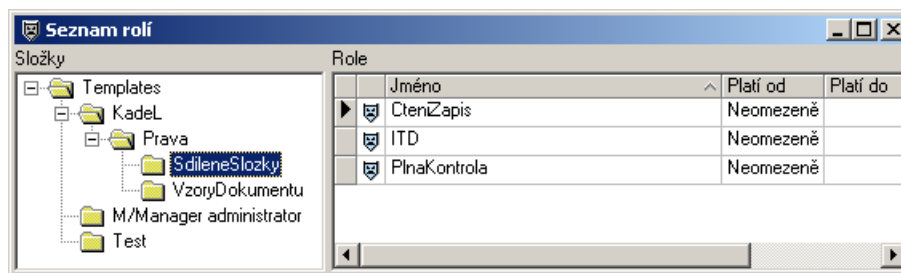 Seznam rolí
Složky
Role
Templates
KadeL
Prava
SdileneSlozky
VzoryDokumentu
M/Manager administrator
Test
Jméno Platí od Platí do
CteniZapis Neomezeně
ITD Neomezeně
PlnaKontrola Neomezeně